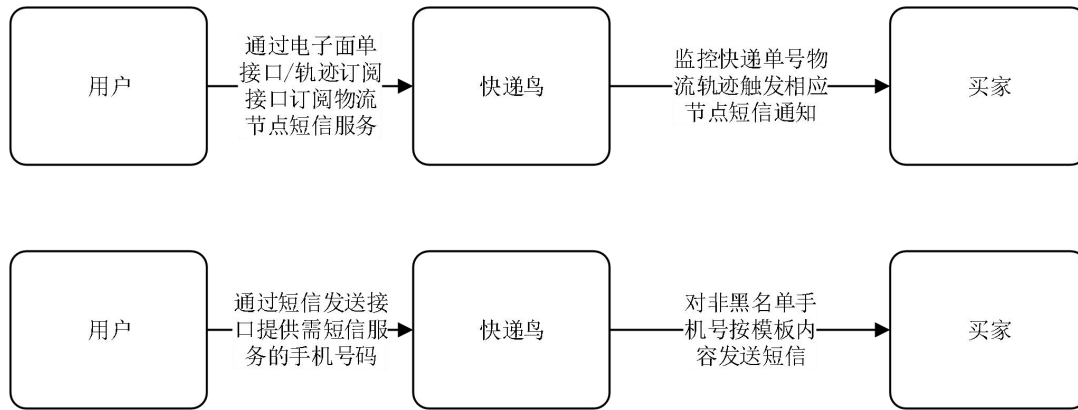 用户
通过电子面单
接口/轨迹订阅
接口订阅物流
节点短信服务
快递鸟
监控快递单号物
流轨迹触发相应
节点短信通知
买家
用户
通过短信发送接
口提供需短信服
务的手机号码
快递鸟
对非黑名单手
机号按模板内
容发送短信
买家